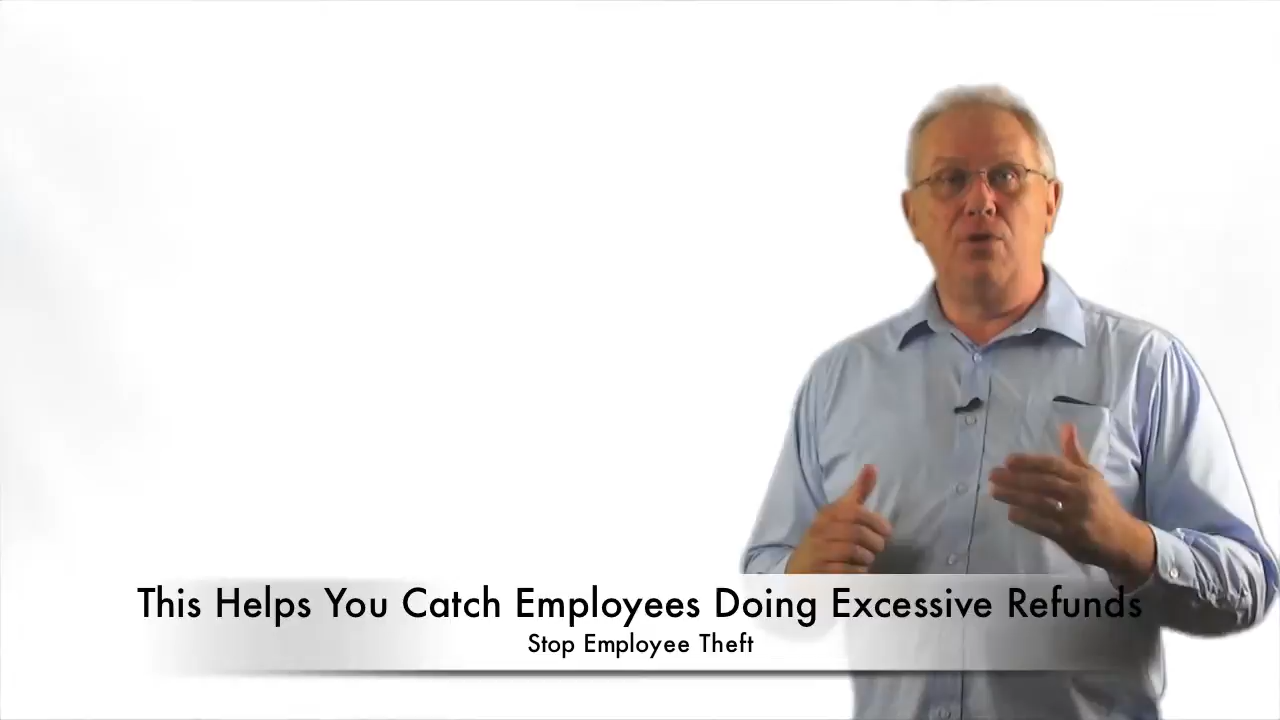 This Helps You Catch Employees Doing Excessive Refunds
Stop Employee Theft